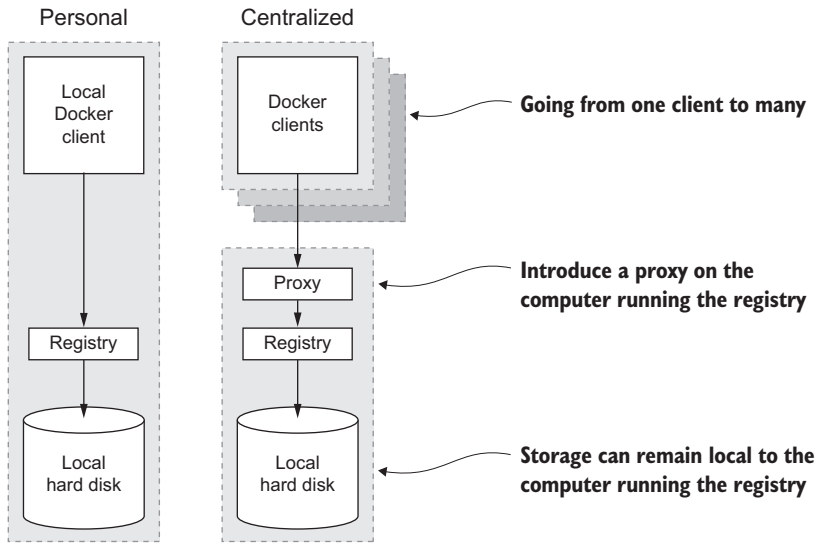 Personal
Centralized
Local
Docker
client
Docker
clients
Going from one client to many
Proxy
Introduce a proxy on the
computer running the registry
Registry
Registry
Local
hard disk
Local
hard disk
Storage can remain local to the
computer running the registry